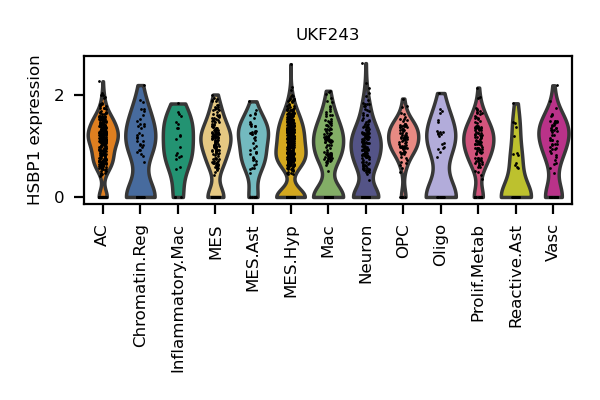 UKF243
HSBP1 expression
2
0
AC
Chromatin.Reg
Inflammatory.Mac
MES
MES.Ast
MES.Hyp
Mac
Neuron
OPC
Oligo
Prolif.Metab
Reactive.Ast
Vasc